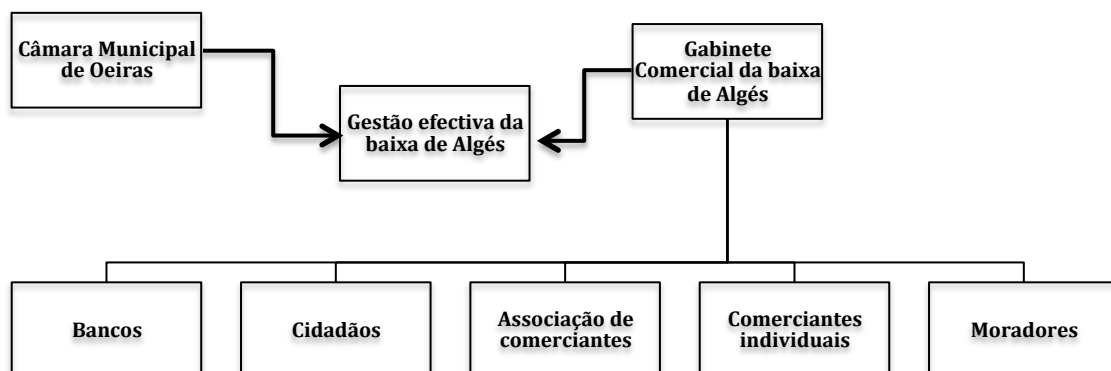 Câmara Municipal
de Oeiras
Gabinete
Comercial da baixa
de Algés
Gestão efectiva da
baixa de Algés
Bancos
Cidadãos
Associação de
comerciantes
Comerciantes
individuais
Moradores